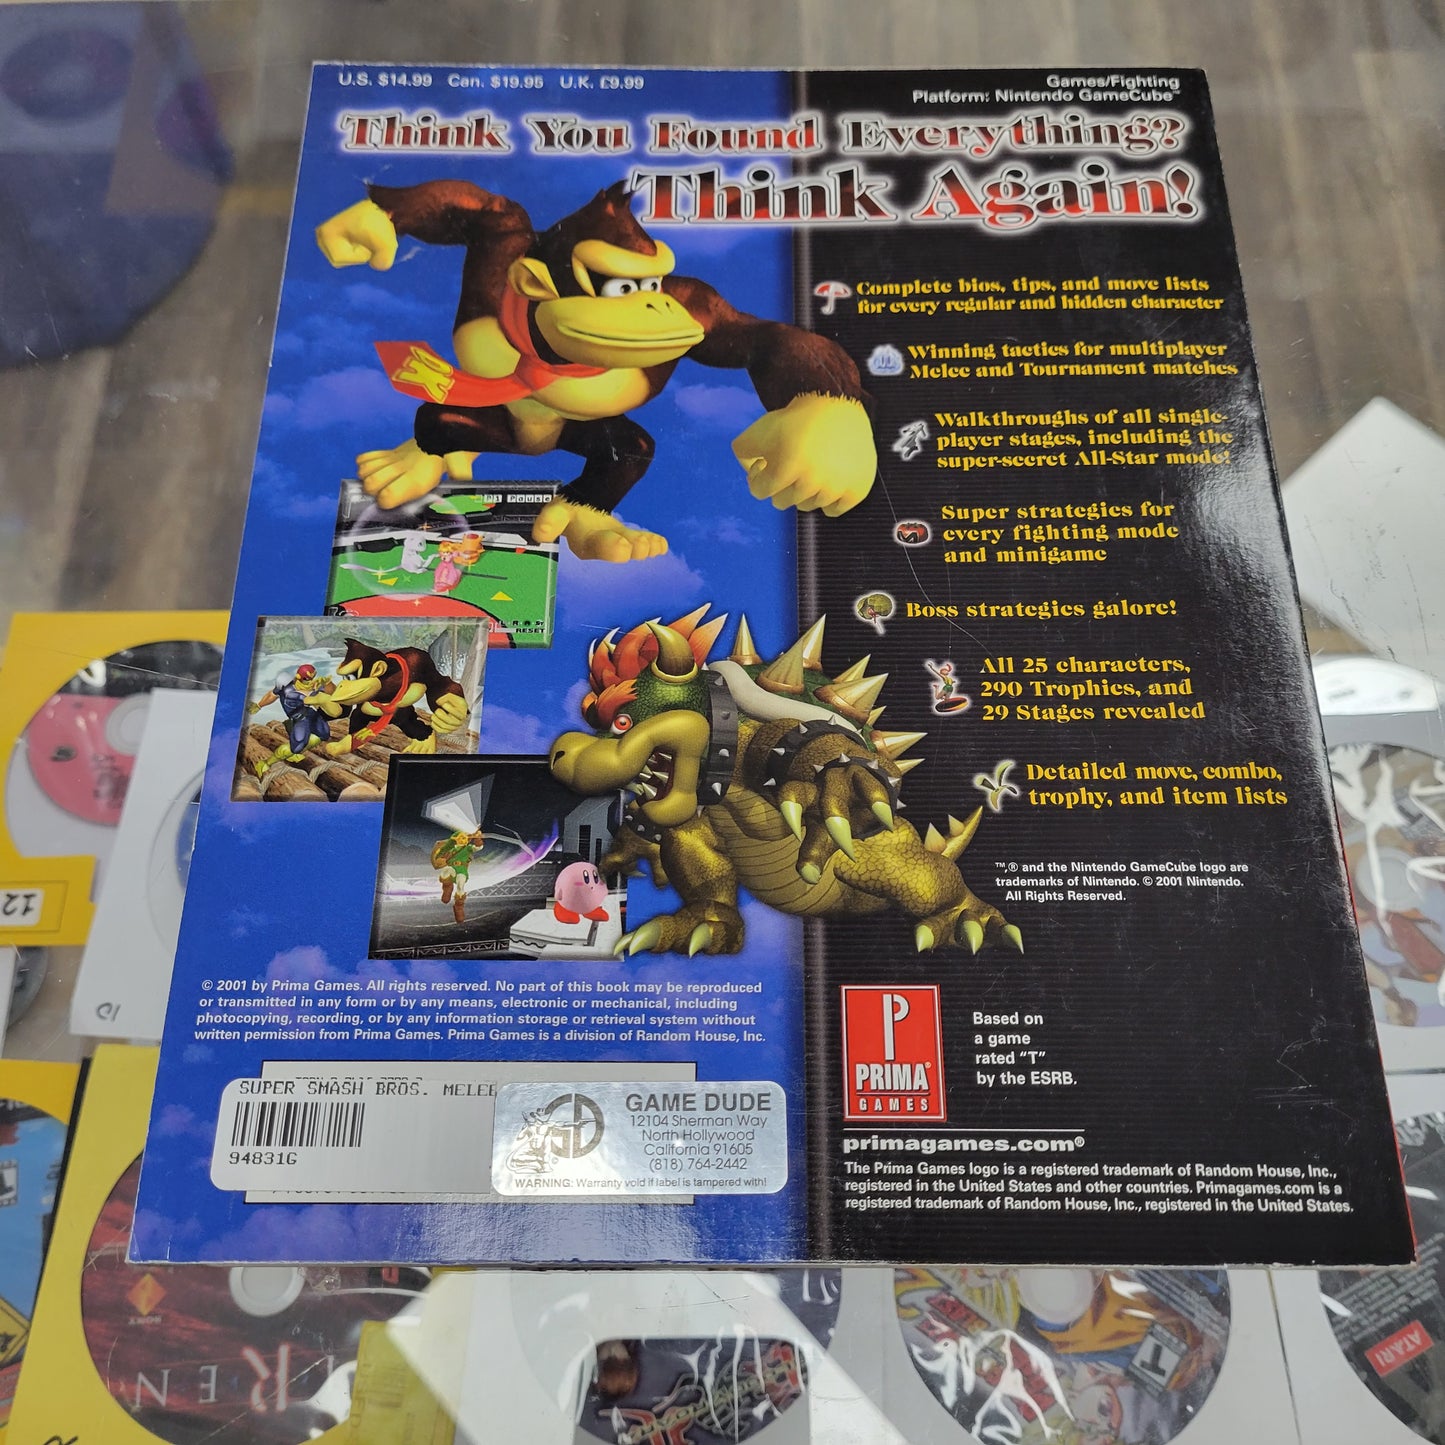 U.S. $14.99 Can. $19.95 U.K. £9.99
Games/Fighting
Platform: Nintendo GameCube™
Think You Found Everything?
Think Again!
Complete bios, tips, and move lists
for every regular and hidden character
Winning tactics for multiplayer
Melee and Tournament matches
Walkthroughs of all single-
player stages, including the
super-secret All-Star mode!
Super strategies for
every fighting mode
and minigame
Boss strategies galore!
All 25 characters,
290 Trophies, and
29 Stages revealed
Detailed move, combo,
trophy, and item lists
DK
P1 Pause
L R A St
RESET
™,® and the Nintendo GameCube logo are
trademarks of Nintendo. © 2001 Nintendo.
All Rights Reserved.
© 2001 by Prima Games. All rights reserved. No part of this book may be reproduced
or transmitted in any form or by any means, electronic or mechanical, including
photocopying, recording, or by any information storage or retrieval system without
written permission from Prima Games. Prima Games is a division of Random House, Inc.
P
PRIMA®
GAMES
Based on
a game
rated "T"
by the ESRB.
primagames.com®
The Prima Games logo is a registered trademark of Random House, Inc.,
registered in the United States and other countries. Primagames.com is a
registered trademark of Random House, Inc., registered in the United States.
SUPER SMASH BROS. MELEE
94831G
GD
GAME DUDE
12104 Sherman Way
North Hollywood
California 91605
(818) 764-2442
WARNING: Warranty void if label is tampered with!
12
ATARI
T